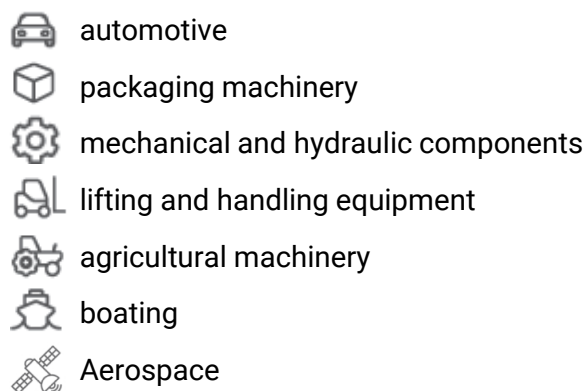 automotive
packaging machinery
mechanical and hydraulic components
lifting and handling equipment
agricultural machinery
boating
Aerospace